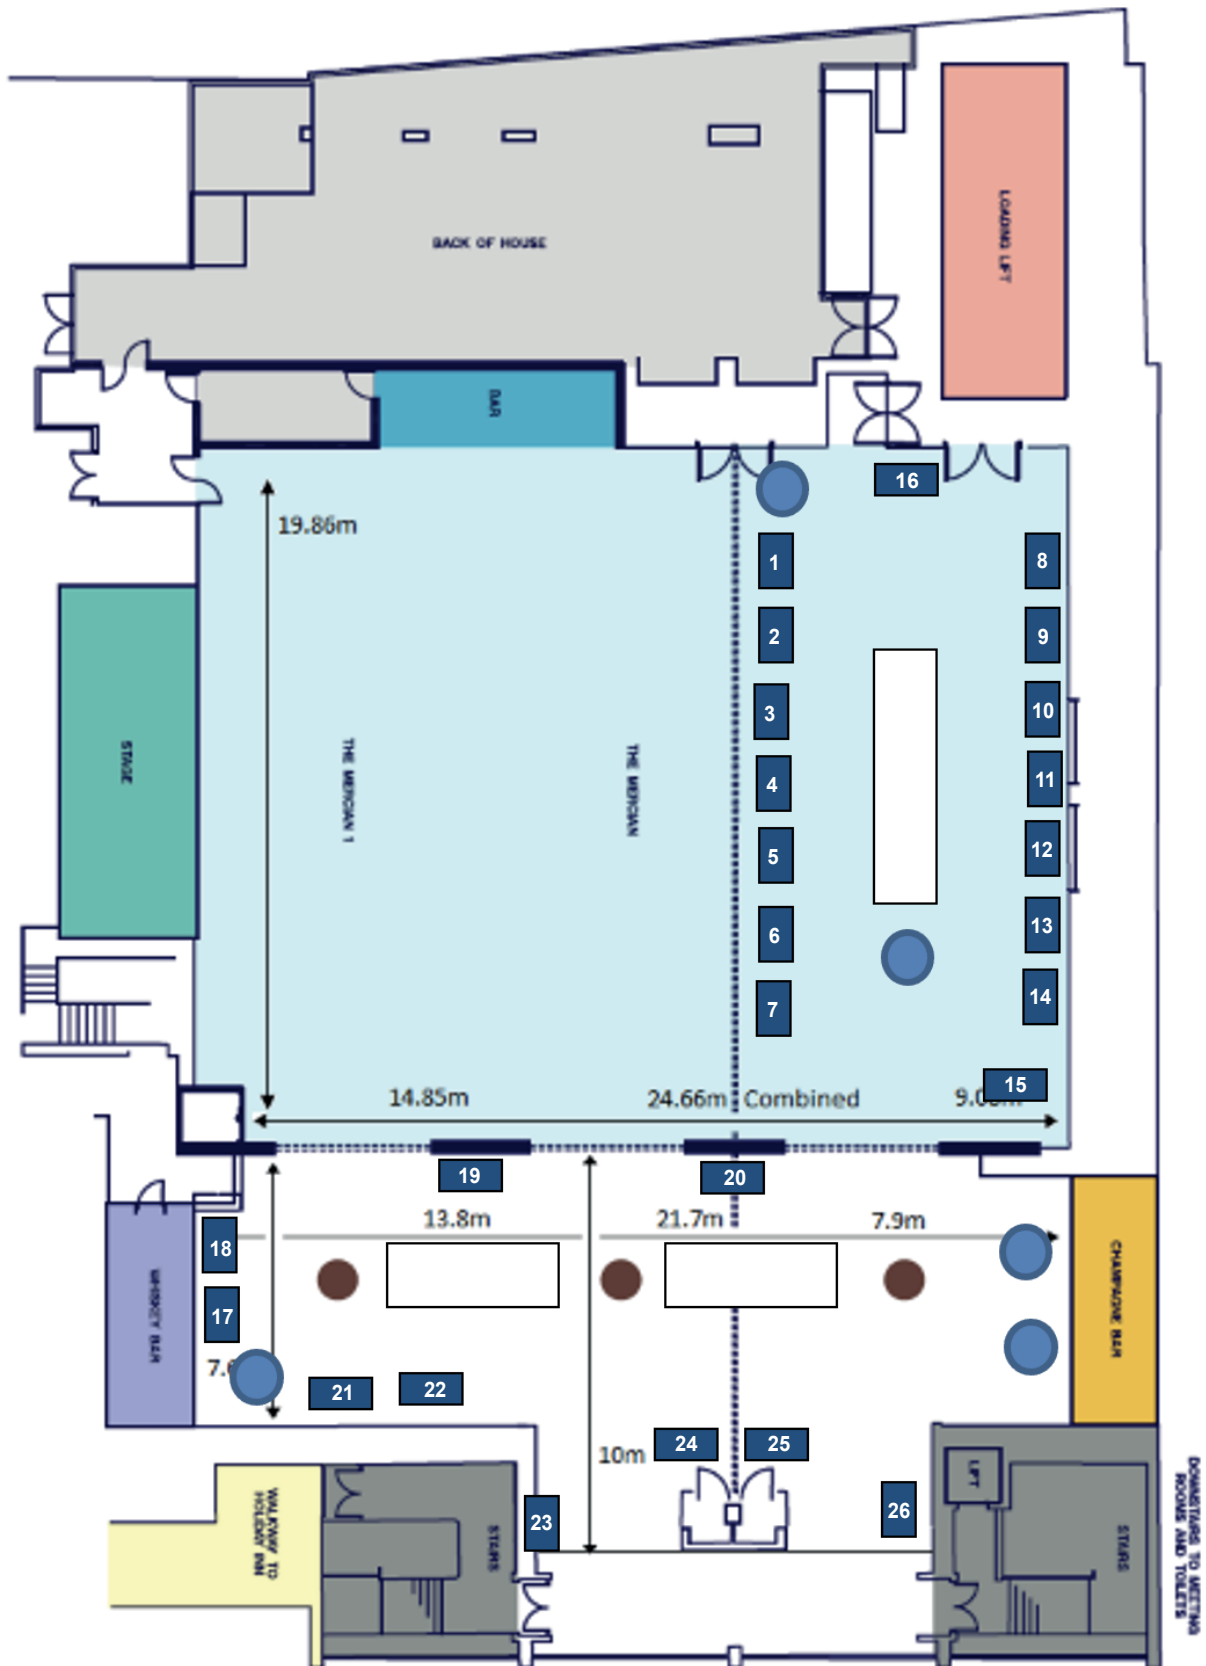 BACK OF HOUSE
LOADING LIFT
BAR
19.86m
16
1
8
2
9
3
10
4
11
5
12
6
13
7
14
STAGE
THE MERIDIAN 1
THE MERIDIAN
15
14.85m
24.66m Combined
19
20
13.8m
21.7m
7.9m
18
17
WHISKEY BAR
CHAMPAGNE BAR
21
22
24
25
10m
23
26
LIFT
STAIRS
STAIRS
WALKWAY TO
HOLIDAY INN
DOWNSTAIRS TO MEETING
ROOMS AND TOILETS